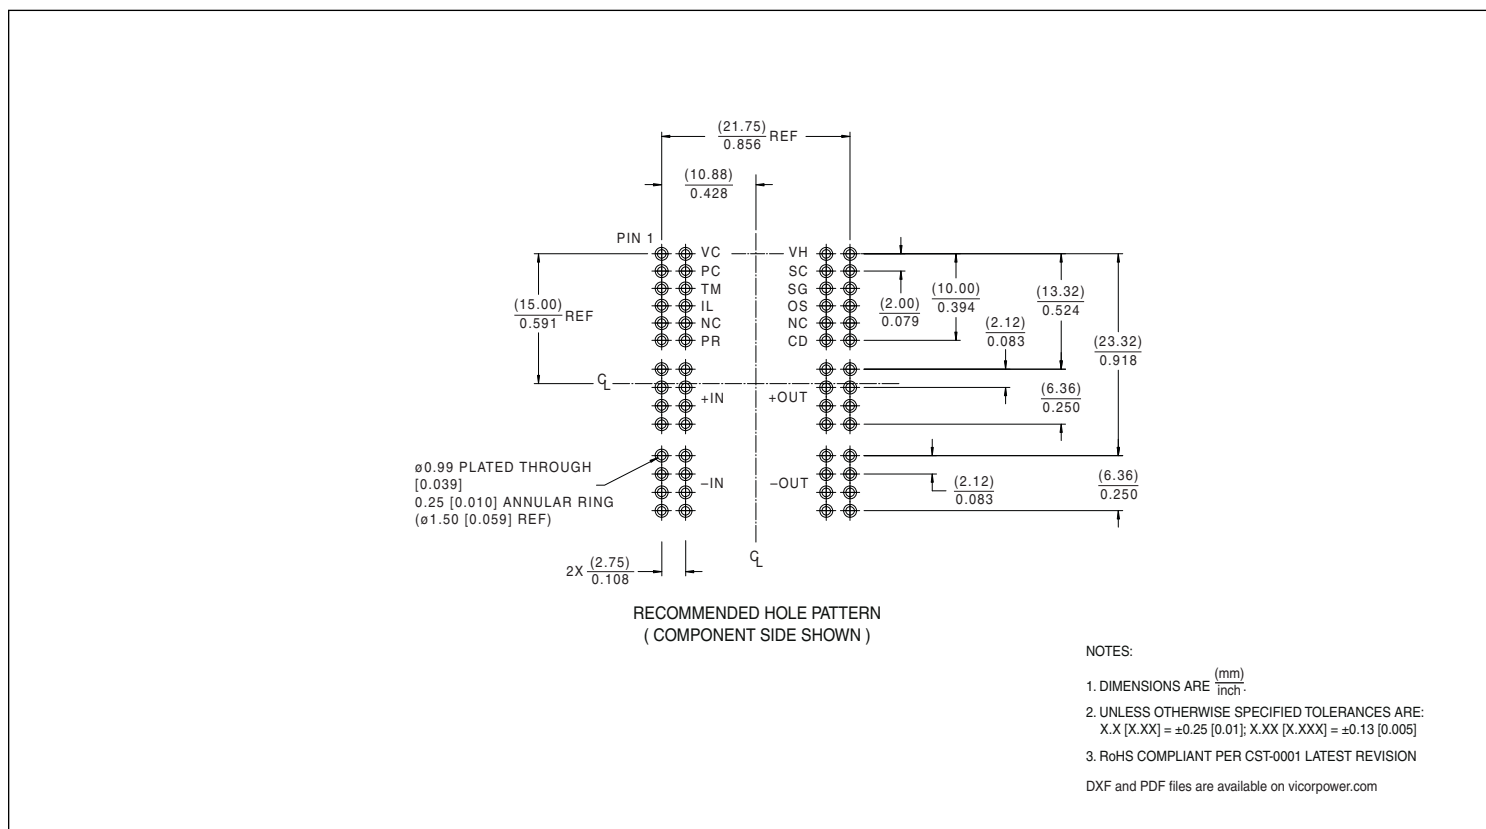 (21.75)
0.856
REF
(10.88)
0.428
PIN 1
VC
VH
PC
SC
TM
SG
IL
OS
NC
NC
PR
CD
(15.00)
0.591
REF
(2.00)
0.079
(10.00)
0.394
(13.32)
0.524
(2.12)
0.083
(23.32)
0.918
CL
+IN
+OUT
(6.36)
0.250
ø0.99 PLATED THROUGH
[0.039]
0.25 [0.010] ANNULAR RING
(ø1.50 [0.059] REF)
–IN
–OUT
(2.12)
0.083
(6.36)
0.250
CL
2X
(2.75)
0.108
RECOMMENDED HOLE PATTERN
( COMPONENT SIDE SHOWN )
NOTES:
1. DIMENSIONS ARE (mm)
inch .
2. UNLESS OTHERWISE SPECIFIED TOLERANCES ARE:
X.X [X.XX] = ±0.25 [0.01]; X.XX [X.XXX] = ±0.13 [0.005]
3. RoHS COMPLIANT PER CST-0001 LATEST REVISION
DXF and PDF files are available on vicorpower.com